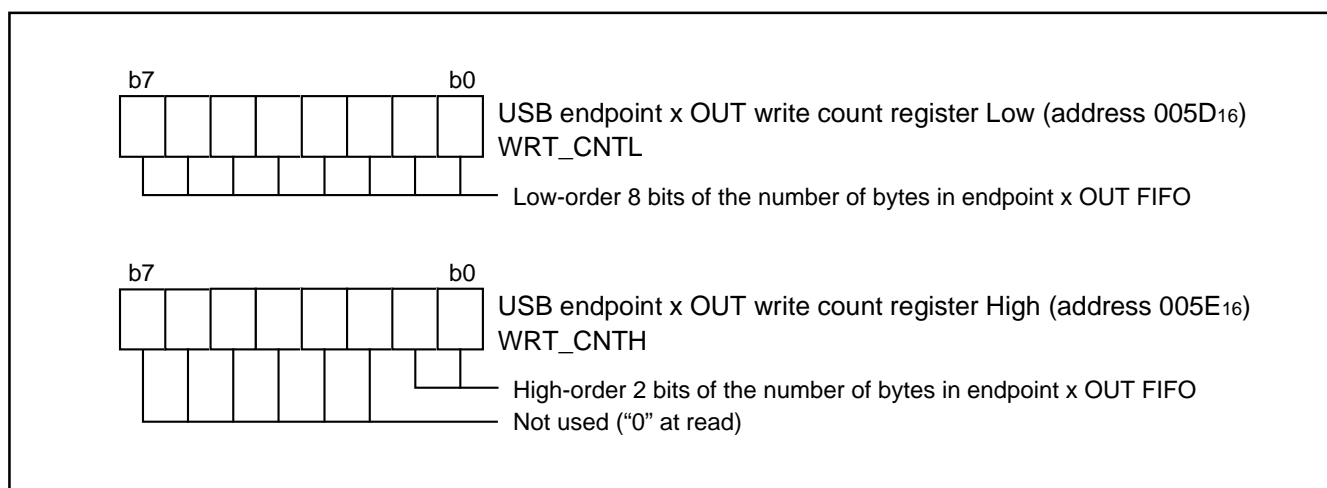 b7 b0
USB endpoint x OUT write count register Low (address 005D16)
WRT_CNTL
Low-order 8 bits of the number of bytes in endpoint x OUT FIFO
b7 b0
USB endpoint x OUT write count register High (address 005E16)
WRT_CNTH
High-order 2 bits of the number of bytes in endpoint x OUT FIFO
Not used (“0” at read)